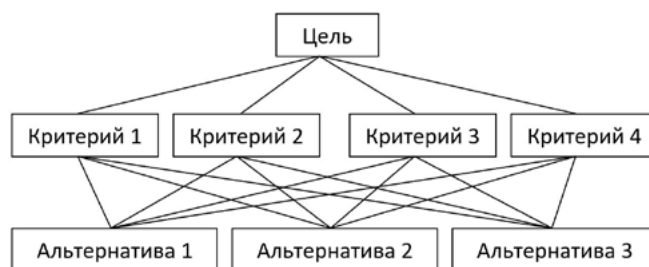 Цель
Критерий 1
Критерий 2
Критерий 3
Критерий 4
Альтернатива 1
Альтернатива 2
Альтернатива 3